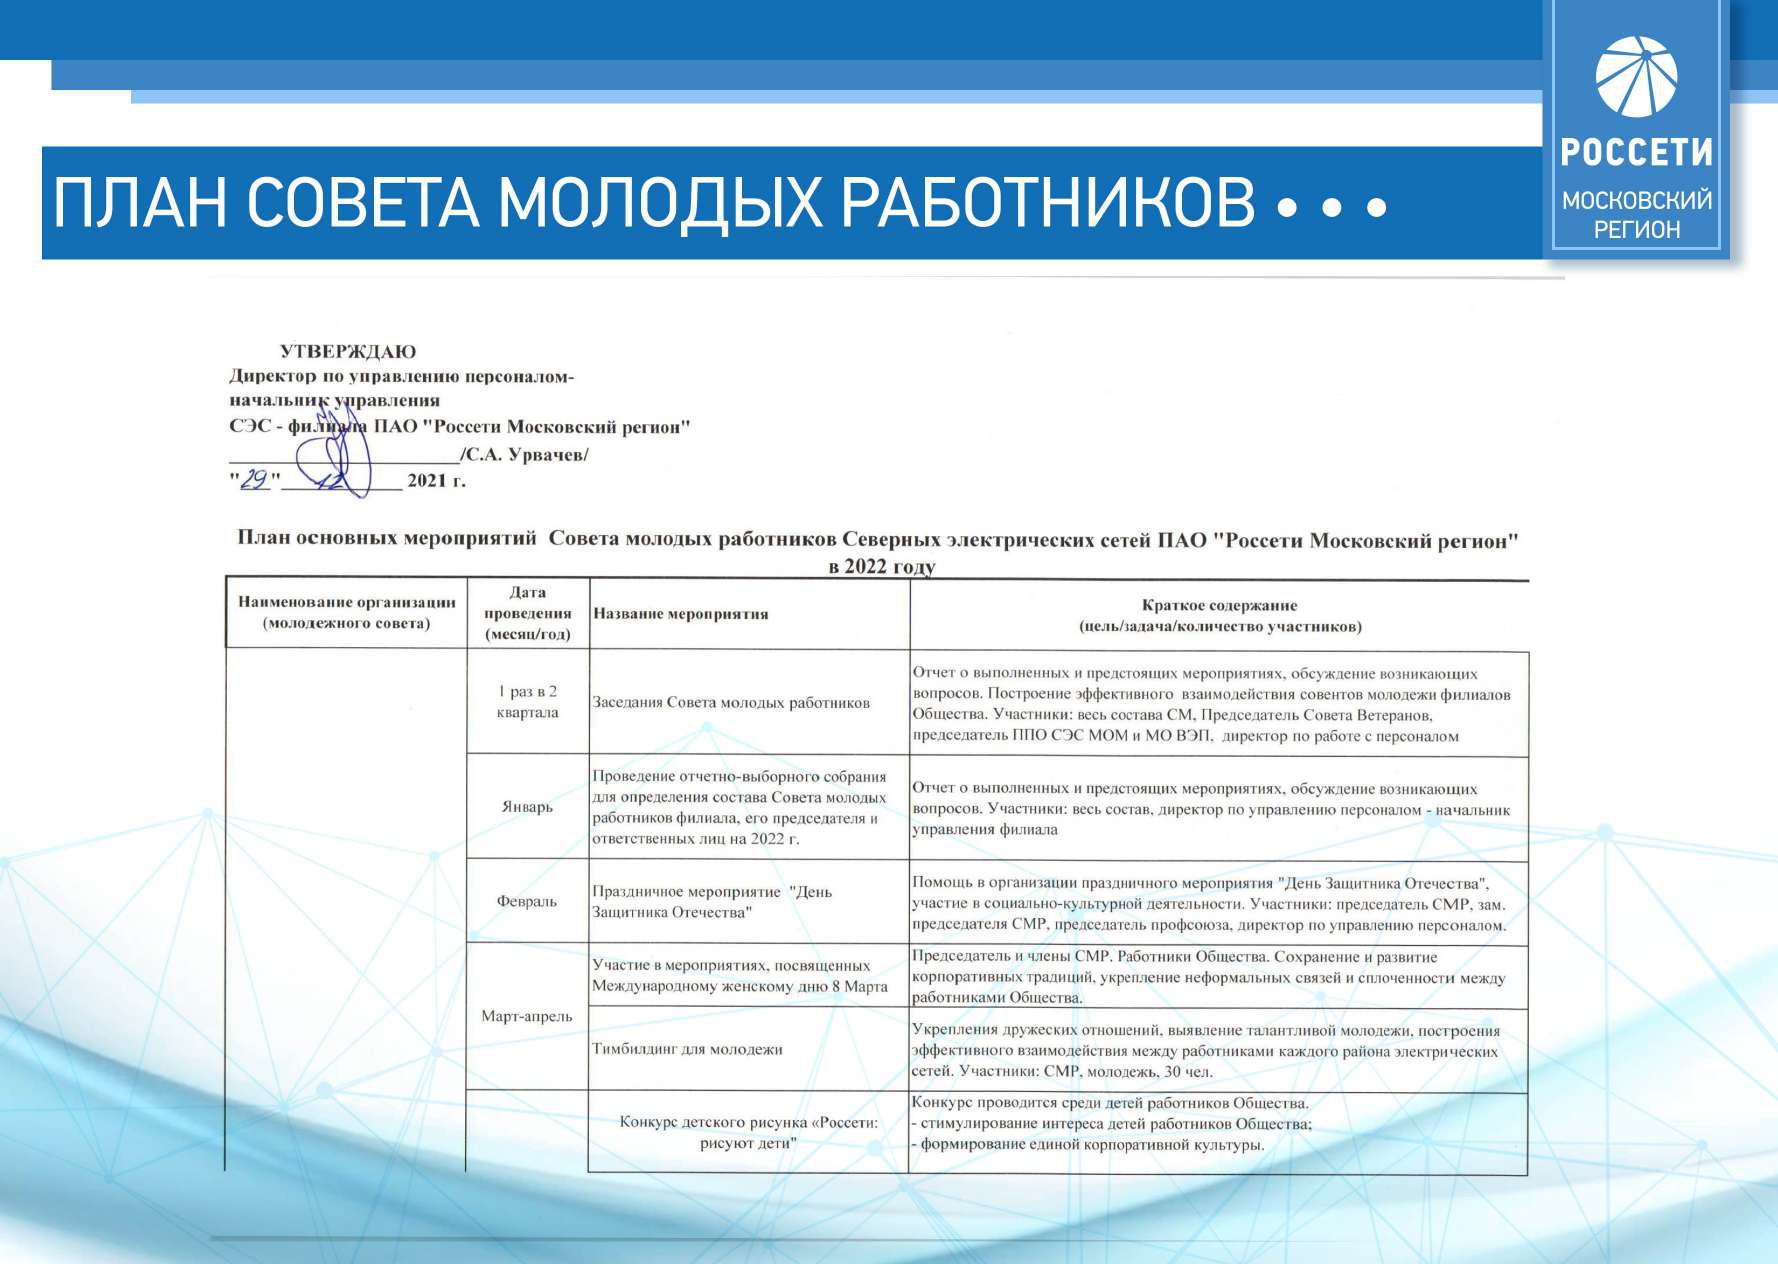 РОССЕТИ
МОСКОВСКИЙ
РЕГИОН
ПЛАН СОВЕТА МОЛОДЫХ РАБОТНИКОВ • • •
УТВЕРЖДАЮ
Директор по управлению персоналом-
начальник управления
СЭС - филиала ПАО "Россети Московский регион"
/С.А. Урвачев/
"29" 12 2021 г.
План основных мероприятий Совета молодых работников Северных электрических сетей ПАО "Россети Московский регион"
в 2022 году
Наименование организации
(молодежного совета)
Дата
проведения
(месяц/год)
Название мероприятия
Краткое содержание
(цель/задача/количество участников)
1 раз в 2
квартала
Заседания Совета молодых работников
Отчет о выполненных и предстоящих мероприятиях, обсуждение возникающих
вопросов. Построение эффективного взаимодействия совентов молодежи филиалов
Общества. Участники: весь состава СМ, Председатель Совета Ветеранов,
председатель ППО СЭС МОМ и МО ВЭП, директор по работе с персоналом
Январь
Проведение отчетно-выборного собрания
для определения состава Совета молодых
работников филиала, его председателя и
ответственных лиц на 2022 г.
Отчет о выполненных и предстоящих мероприятиях, обсуждение возникающих
вопросов. Участники: весь состав, директор по управлению персоналом - начальник
управления филиала
Февраль
Праздничное мероприятие "День
Защитника Отечества"
Помощь в организации праздничного мероприятия "День Защитника Отечества",
участие в социально-культурной деятельности. Участники: председатель СМР, зам.
председателя СМР, председатель профсоюза, директор по управлению персоналом.
Март-апрель
Участие в мероприятиях, посвященных
Международному женскому дню 8 Марта
Председатель и члены СМР. Работники Общества. Сохранение и развитие
корпоративных традиций, укрепление неформальных связей и сплоченности между
работниками Общества.
Тимбилдинг для молодежи
Укрепления дружеских отношений, выявление талантливой молодежи, построения
эффективного взаимодействия между работниками каждого района электрических
сетей. Участники: СМР, молодежь, 30 чел.
Конкурс детского рисунка «Россети:
рисуют дети"
Конкурс проводится среди детей работников Общества.
- стимулирование интереса детей работников Общества;
- формирование единой корпоративной культуры.